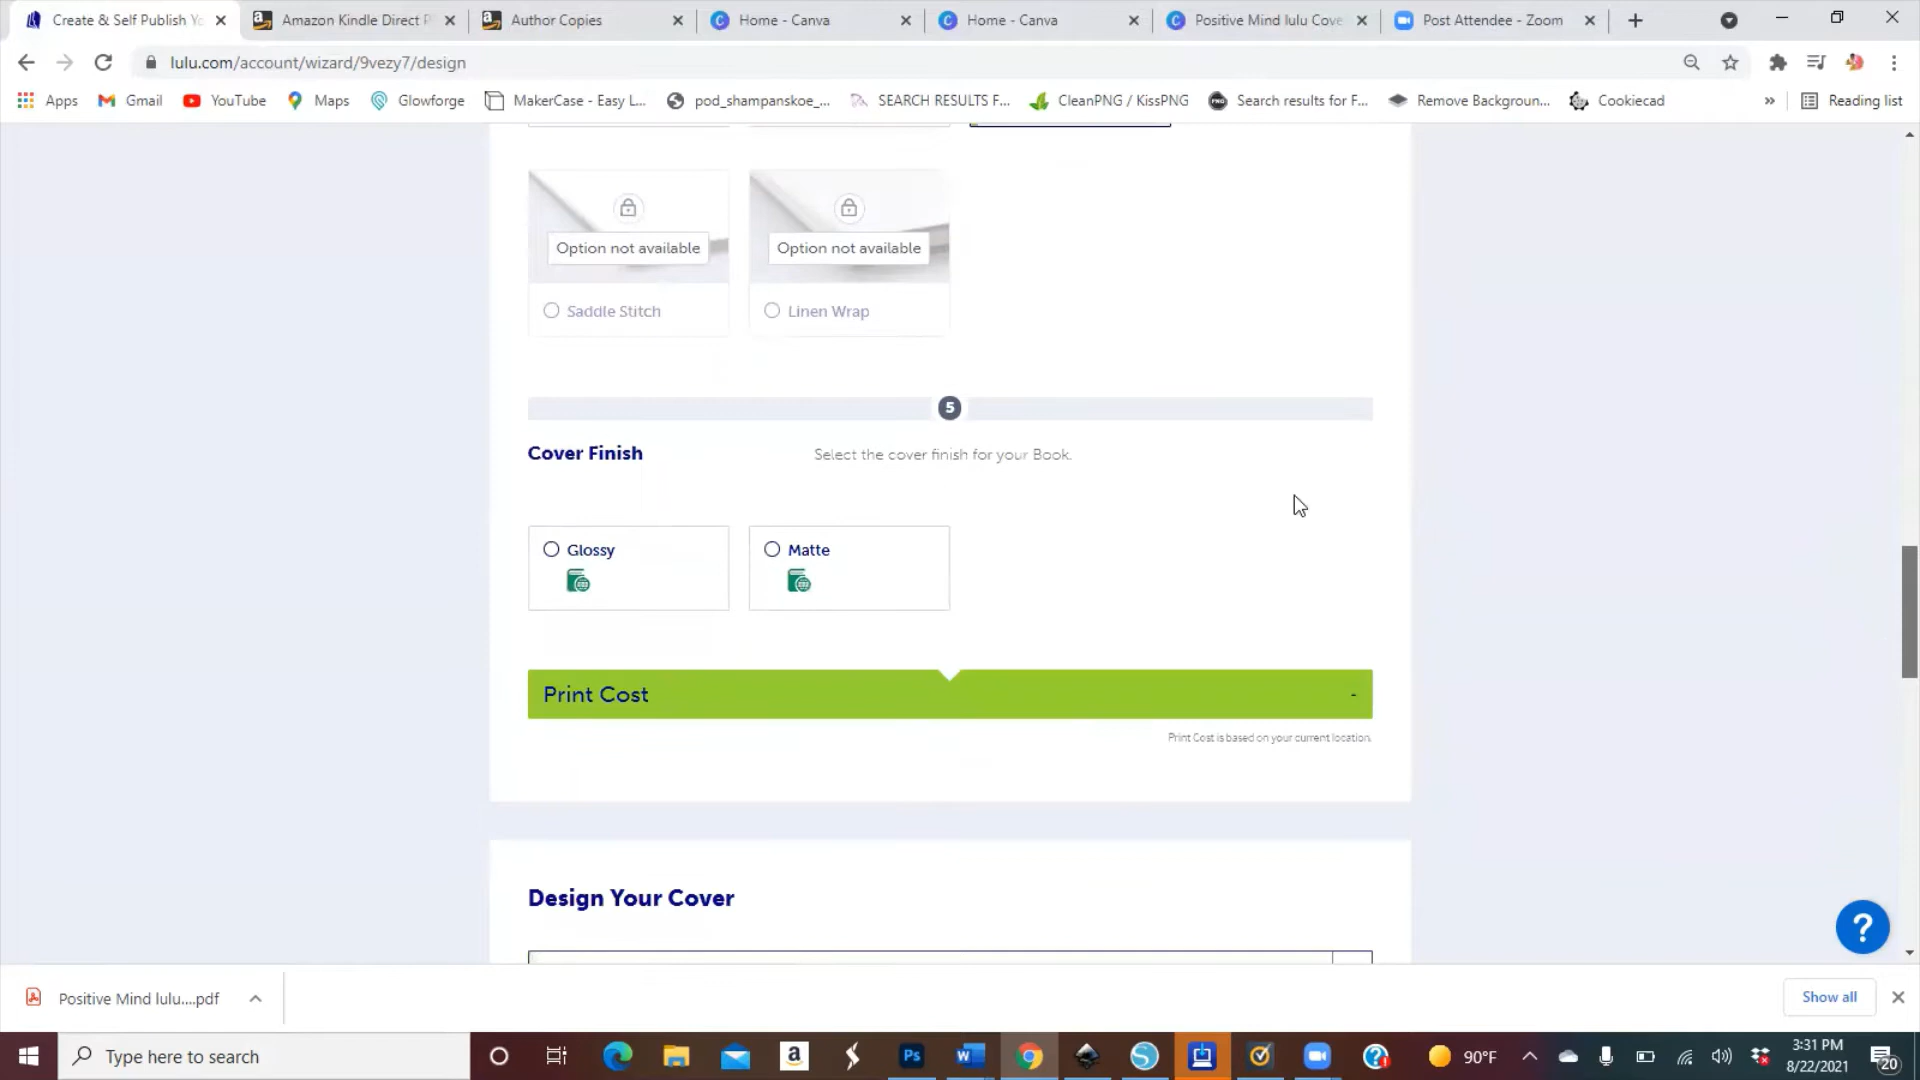 Create & Self Publish Yo
Amazon Kindle Direct P
Author Copies
Home - Canva
Home - Canva
Positive Mind lulu Cove
Post Attendee - Zoom
lulu.com/account/wizard/9vezy7/design
Apps
Gmail
YouTube
Maps
Glowforge
MakerCase - Easy L...
pod_shampanskoe_...
SEARCH RESULTS F...
CleanPNG / KissPNG
Search results for F...
Remove Backgroun...
Cookiecad
»
Reading list
Option not available
Option not available
Saddle Stitch
Linen Wrap
5
Cover Finish
Select the cover finish for your Book.
Glossy
Matte
Print Cost
-
Print Cost is based on your current location.
Design Your Cover
?
Positive Mind lulu....pdf
Show all
Type here to search
90°F
3:31 PM
8/22/2021
20